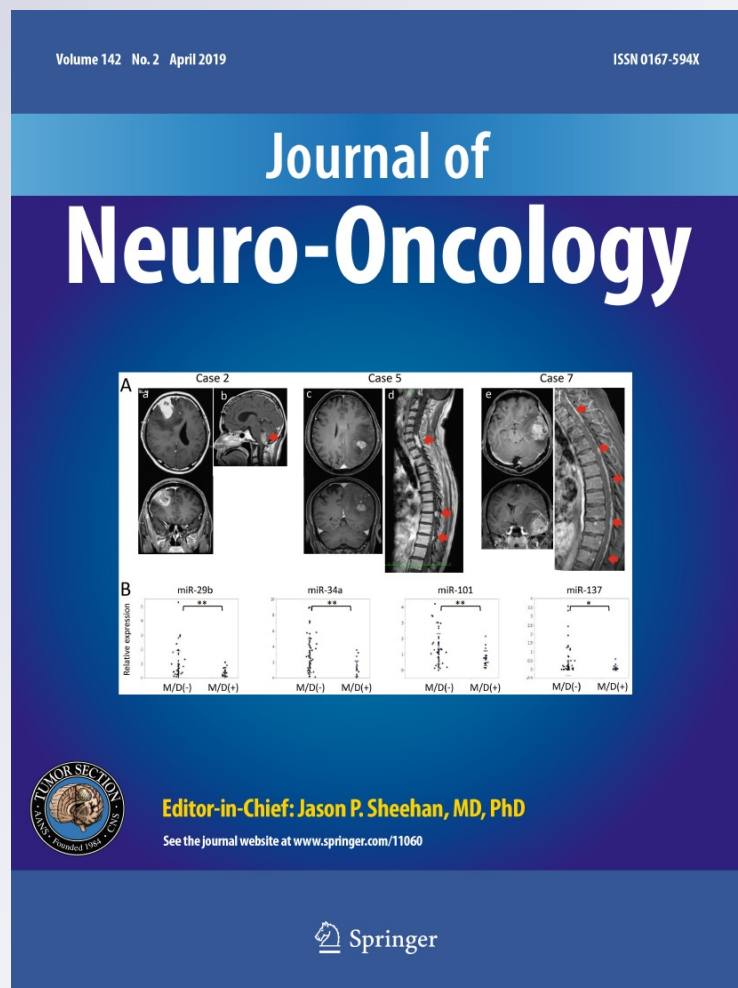 Volume 142 No. 2 April 2019
ISSN 0167-594X
Journal of
Neuro-Oncology
A
Case 2
Case 5
Case 7
a
b
c
d
e
B
miR-29b
miR-34a
miR-101
miR-137
Relative expression
**
**
**
*
M/D(-) M/D(+)
M/D(-) M/D(+)
M/D(-) M/D(+)
M/D(-) M/D(+)
TUMOR SECTION
AANS
CNS
Founded 1984
Editor-in-Chief: Jason P. Sheehan, MD, PhD
See the journal website at www.springer.com/11060
Springer